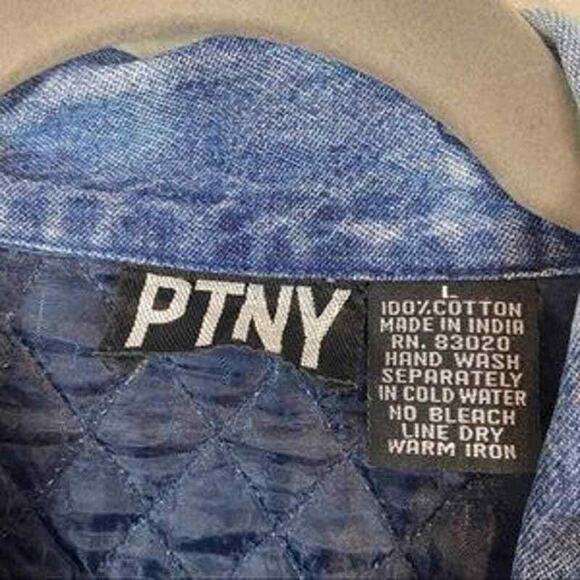 PTNY
L
100% COTTON
MADE IN INDIA
RN. 83020
HAND WASH
SEPARATELY
IN COLD WATER
NO BLEACH
LINE DRY
WARM IRON